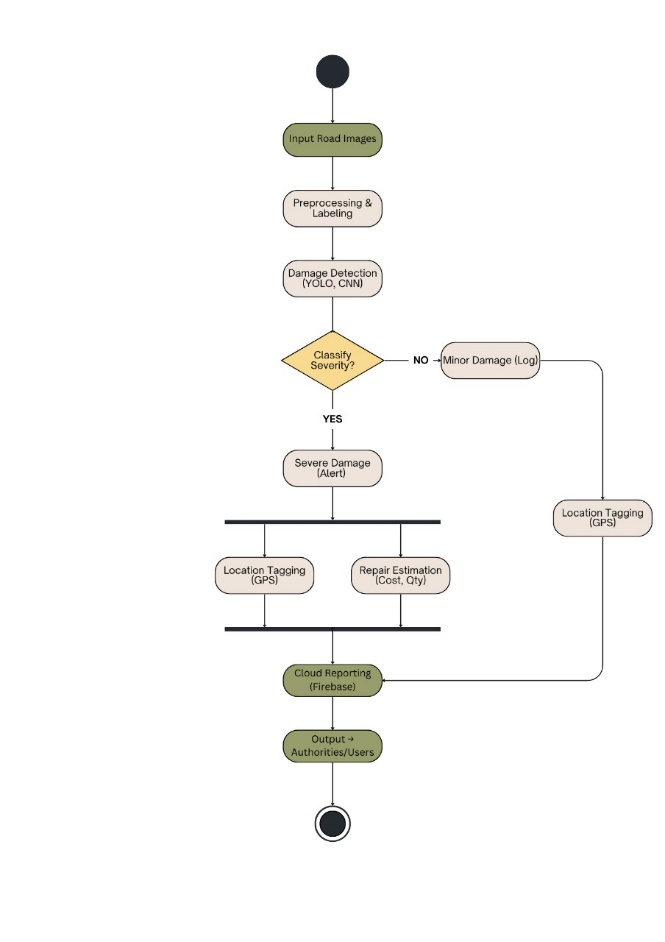 Input Road Images
Preprocessing &
Labeling
Damage Detection
(YOLO, CNN)
Classify
Severity?
NO
Minor Damage (Log)
YES
Severe Damage
(Alert)
Location Tagging
(GPS)
Location Tagging
(GPS)
Repair Estimation
(Cost, Qty)
Cloud Reporting
(Firebase)
Output →
Authorities/Users